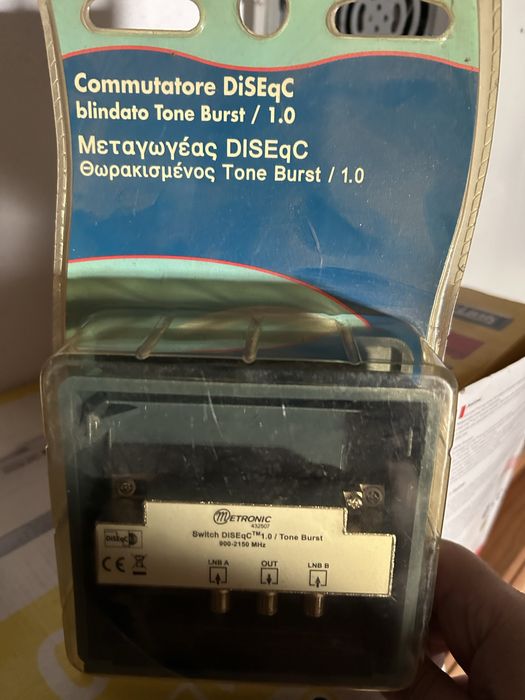 Commutatore DiSEqC
blindato Tone Burst / 1.0
Μεταγωγέας DISEqC
Θωρακισμένος Tone Burst / 1.0
METRONIC
432507
Switch DiSEqC™1.0 / Tone Burst
900-2150 MHz
DiSEqC
CE
LNB A
OUT
LNB B